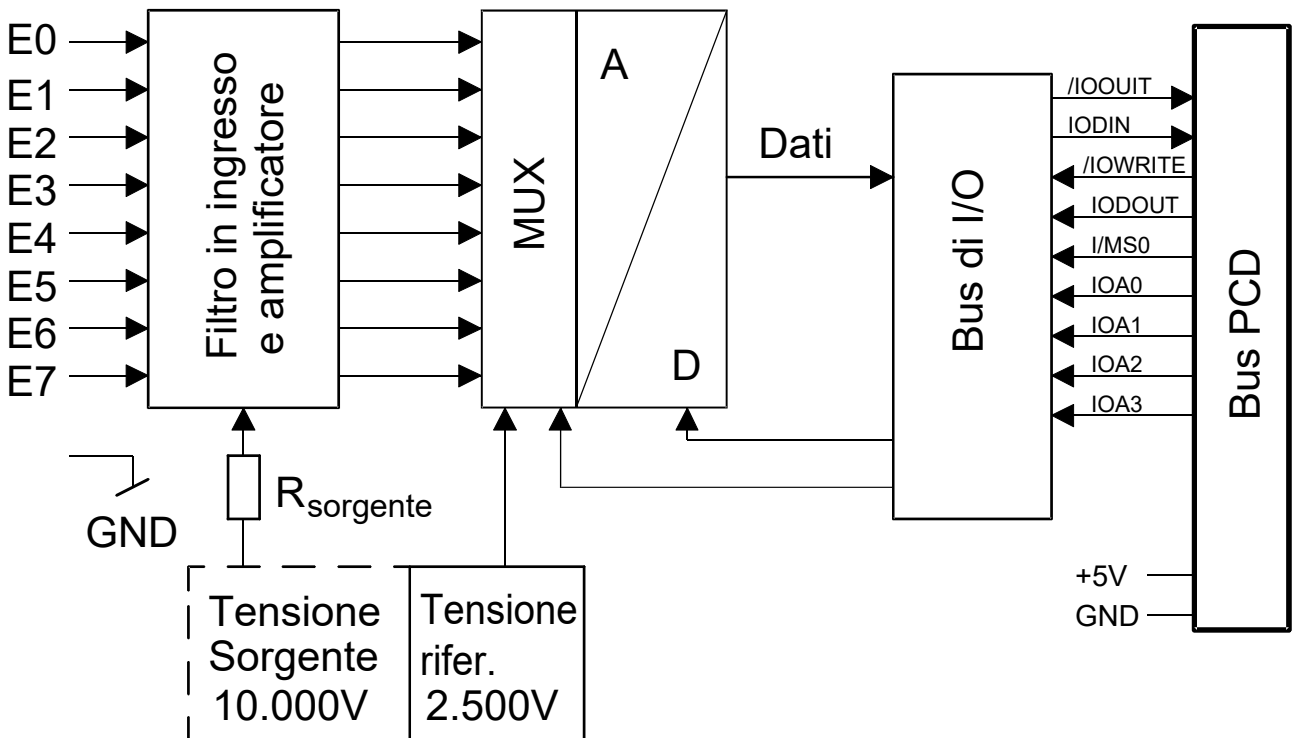 E0
E1
E2
E3
E4
E5
E6
E7
Filtro in ingresso
e amplificatore
MUX
A
D
Dati
Bus di I/O
/IOOUIT
IODIN
/IOWRITE
IODOUT
I/MS0
IOA0
IOA1
IOA2
IOA3
Bus PCD
+5V
GND
GND
Rsorgente
Tensione
Sorgente
10.000V
Tensione
rifer.
2.500V